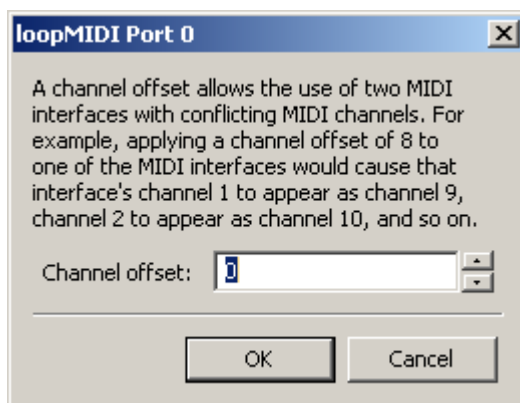 loopMIDI Port 0
A channel offset allows the use of two MIDI
interfaces with conflicting MIDI channels. For
example, applying a channel offset of 8 to
one of the MIDI interfaces would cause that
interface's channel 1 to appear as channel 9,
channel 2 to appear as channel 10, and so on.
Channel offset: 0
OK Cancel